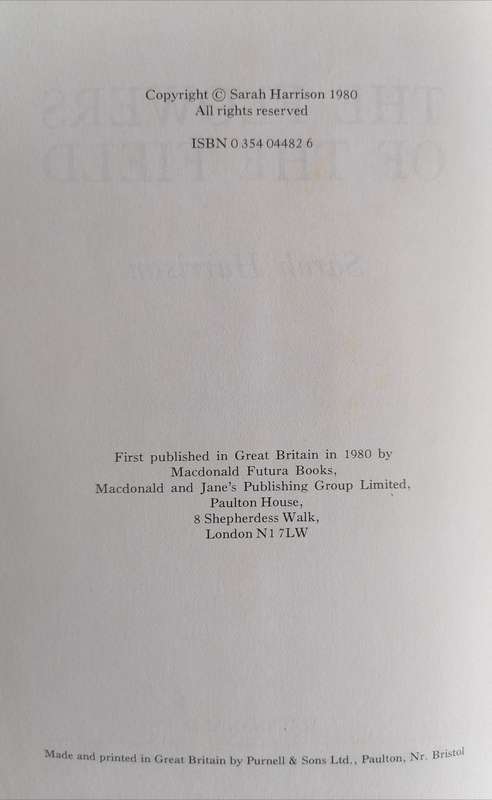 Copyright © Sarah Harrison 1980
All rights reserved
ISBN 0 354 04482 6
First published in Great Britain in 1980 by
Macdonald Futura Books,
Macdonald and Jane's Publishing Group Limited,
Paulton House,
8 Shepherdess Walk,
London N1 7LW
Made and printed in Great Britain by Purnell & Sons Ltd., Paulton, Nr. Bristol